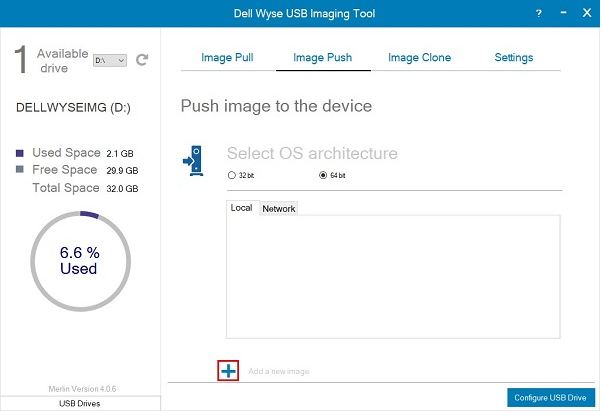 Dell Wyse USB Imaging Tool
?
1 Available drive
D:\
DELLWYSEIMG (D:)
Used Space 2.1 GB
Free Space 29.9 GB
Total Space 32.0 GB
6.6 %
Used
Merlin Version 4.0.6
USB Drives
Image Pull Image Push Image Clone Settings
Push image to the device
Select OS architecture
32 bit 64 bit
Local Network
Add a new image
Configure USB Drive